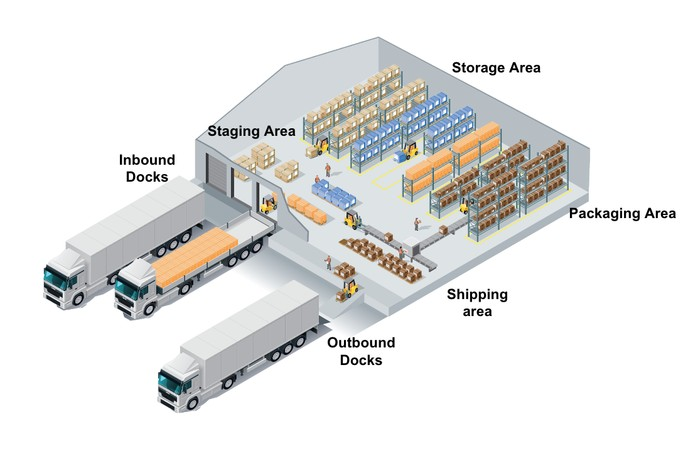 Storage Area
Staging Area
Inbound
Docks
Packaging Area
Shipping
area
Outbound
Docks